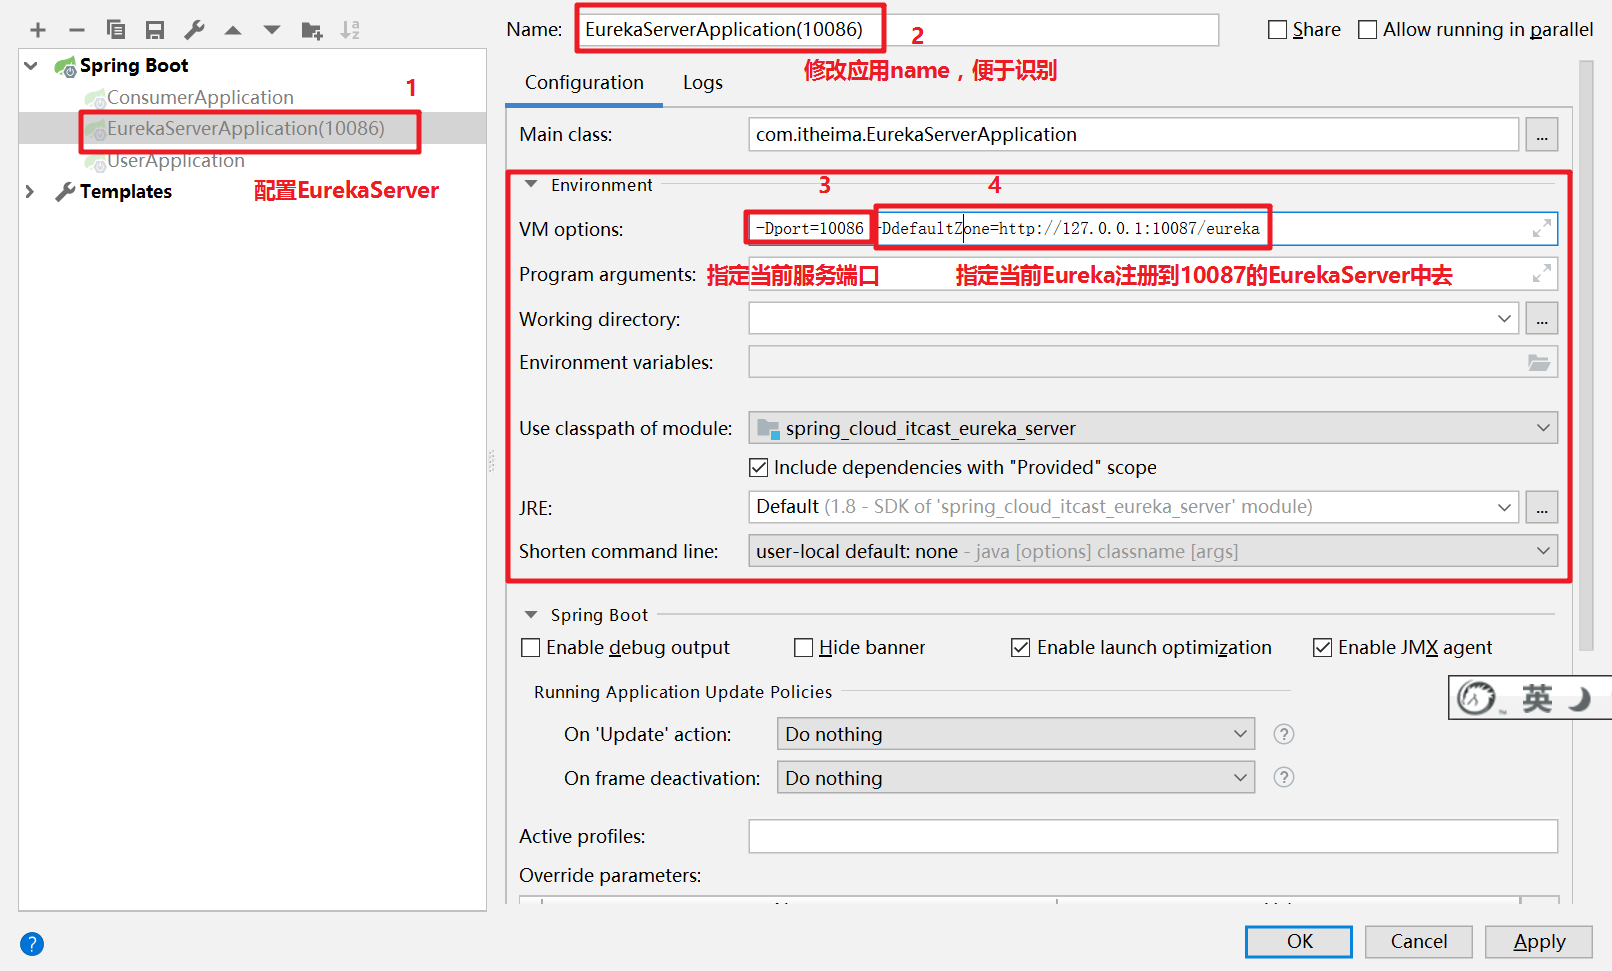 Name: EurekaServerApplication(10086) Share Allow running in parallel
2
修改应用name，便于识别
Spring Boot
1
ConsumerApplication
EurekaServerApplication(10086)
UserApplication
Templates
配置EurekaServer
Configuration Logs
Main class: com.itheima.EurekaServerApplication ...
Environment 3 4
VM options: -Dport=10086 -DdefaultZone=http://127.0.0.1:10087/eureka
Program arguments: 指定当前服务端口 指定当前Eureka注册到10087的EurekaServer中去
Working directory: ...
Environment variables:
Use classpath of module: spring_cloud_itcast_eureka_server
Include dependencies with "Provided" scope
JRE: Default (1.8 - SDK of 'spring_cloud_itcast_eureka_server' module) ...
Shorten command line: user-local default: none - java [options] classname [args]
Spring Boot
Enable debug output Hide banner Enable launch optimization Enable JMX agent
Running Application Update Policies
On 'Update' action: Do nothing ?
On frame deactivation: Do nothing ?
英
Active profiles:
Override parameters:
? OK Cancel Apply